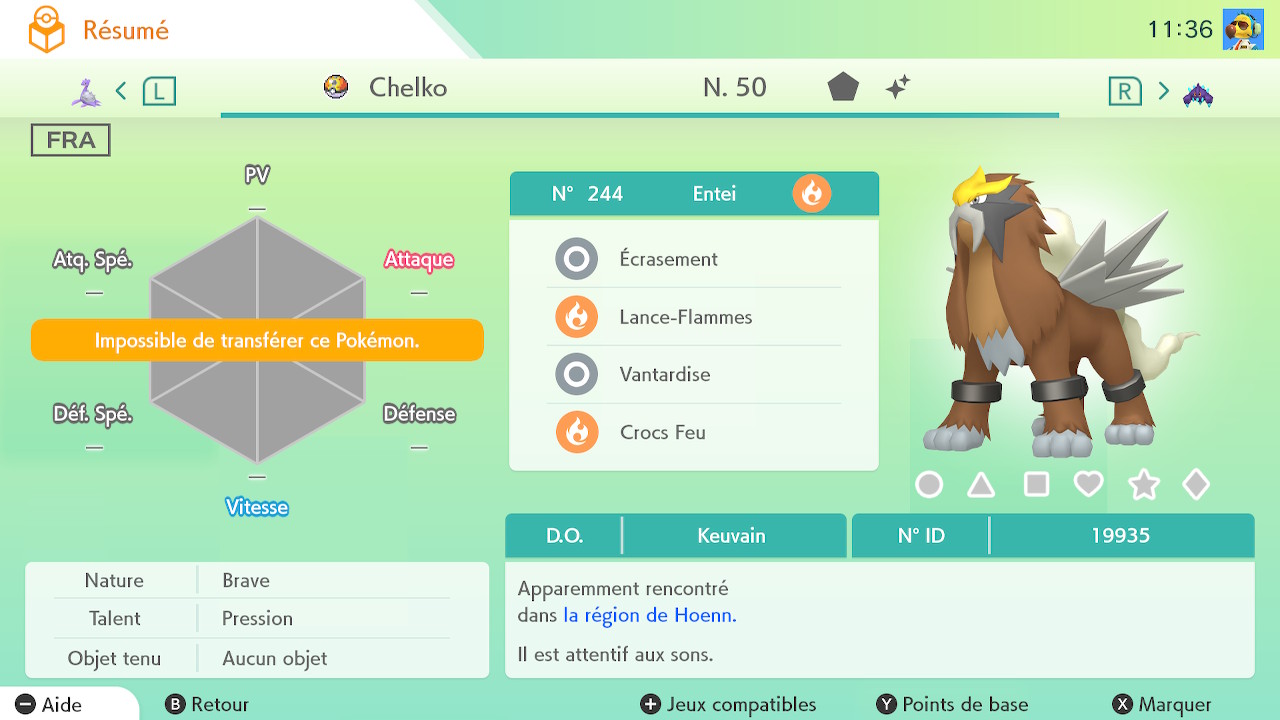 Résumé
11:36
L
Chelko
N. 50
R
FRA
PV
—
Atq. Spé.
—
Attaque
—
Impossible de transférer ce Pokémon.
Déf. Spé.
—
Défense
—
—
Vitesse
N° 244 Entei
Écrasement
Lance-Flammes
Vantardise
Crocs Feu
D.O. Keuvain N° ID 19935
Nature Brave
Talent Pression
Objet tenu Aucun objet
Apparemment rencontré
dans la région de Hoenn.
Il est attentif aux sons.
Aide
B Retour
Jeux compatibles
Y Points de base
X Marquer